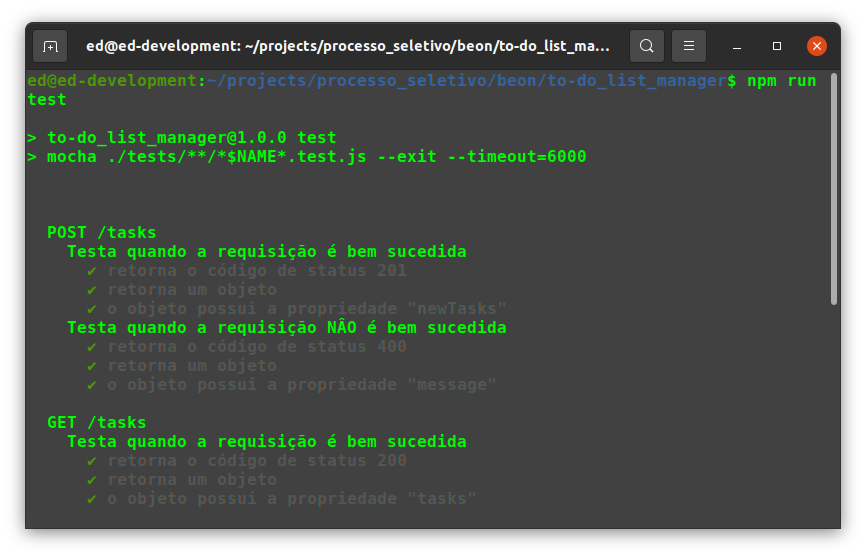 ed@ed-development: ~/projects/processo_seletivo/beon/to-do_list_ma...
ed@ed-development:~/projects/processo_seletivo/beon/to-do_list_manager$ npm run
test
> to-do_list_manager@1.0.0 test
> mocha ./tests/**/*$NAME*.test.js --exit --timeout=6000
POST /tasks
Testa quando a requisição é bem sucedida
✔ retorna o código de status 201
✔ retorna um objeto
✔ o objeto possui a propriedade "newTasks"
Testa quando a requisição NÂO é bem sucedida
✔ retorna o código de status 400
✔ retorna um objeto
✔ o objeto possui a propriedade "message"
GET /tasks
Testa quando a requisição é bem sucedida
✔ retorna o código de status 200
✔ retorna um objeto
✔ o objeto possui a propriedade "tasks"